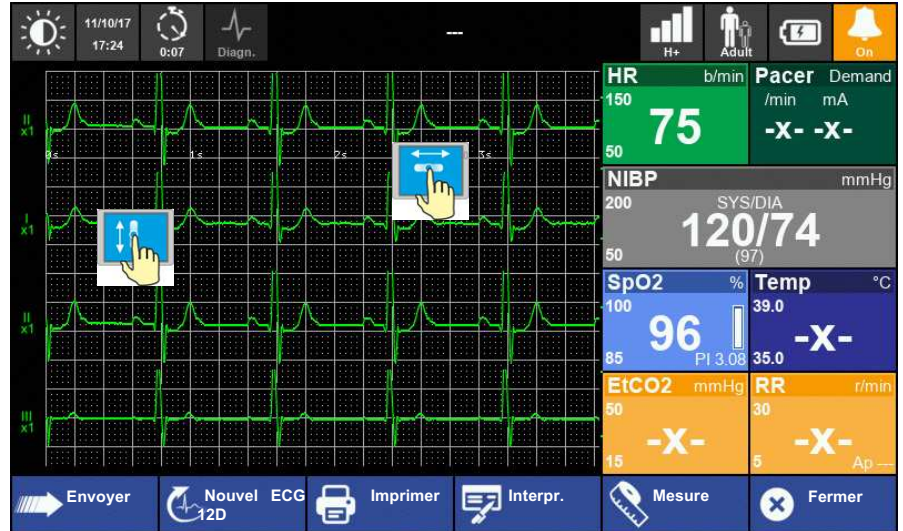 11/10/17
17:24
0:07
Diagn.
---
H+
Adult
On
II
x1
0s
1s
2s
3s
I
x1
II
x1
III
x1
HR b/min
150
75
50
Pacer Demand
/min mA
-x- -x-
NIBP mmHg
200 SYS/DIA
120/74
50 (97)
SpO2 %
100
96
85 PI 3.08
Temp °C
39.0
-x-
35.0
EtCO2 mmHg
50
-x-
15
RR r/min
30
-x-
5 Ap ---
Envoyer
Nouvel ECG
12D
Imprimer
Interpr.
Mesure
Fermer